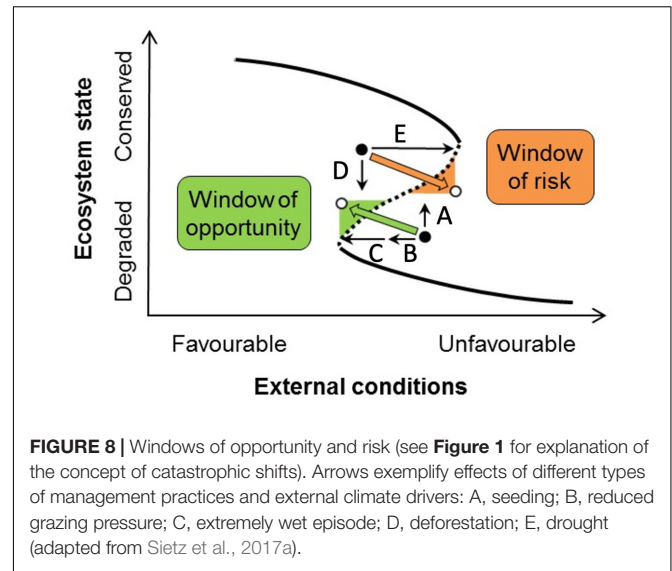 Ecosystem state
Conserved
Degraded
E
D
Window
of risk
Window of
opportunity
A
C
B
Favourable
Unfavourable
External conditions
FIGURE 8 | Windows of opportunity and risk (see Figure 1 for explanation of
the concept of catastrophic shifts). Arrows exemplify effects of different types
of management practices and external climate drivers: A, seeding; B, reduced
grazing pressure; C, extremely wet episode; D, deforestation; E, drought
(adapted from Sietz et al., 2017a).